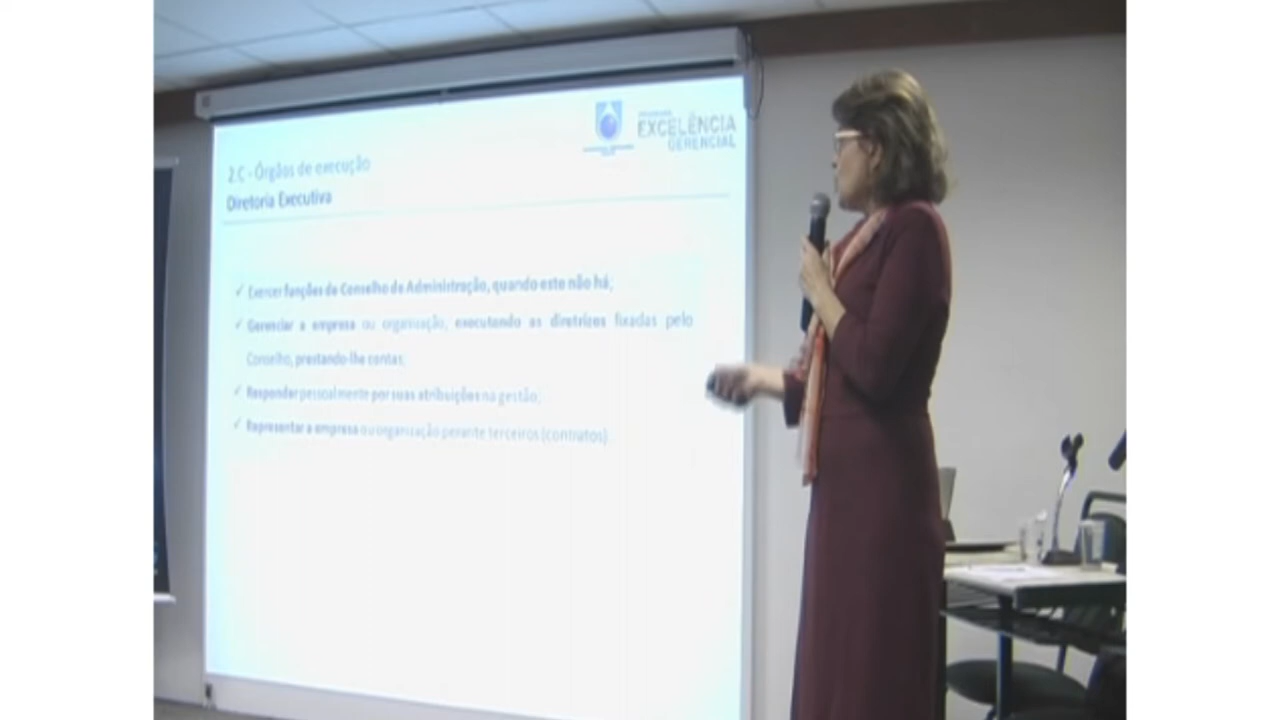 EXCELÊNCIA
GERENCIAL
2.C - Órgãos de execução
Diretoria Executiva
✓ Exercer funções de Conselho de Administração, quando este não há;
✓ Gerenciar a empresa ou organização, executando as diretrizes fixadas pelo
Conselho, prestando-lhe contas;
✓ Responder pessoalmente por suas atribuições na gestão;
✓ Representar a empresa ou organização perante terceiros (contratos)